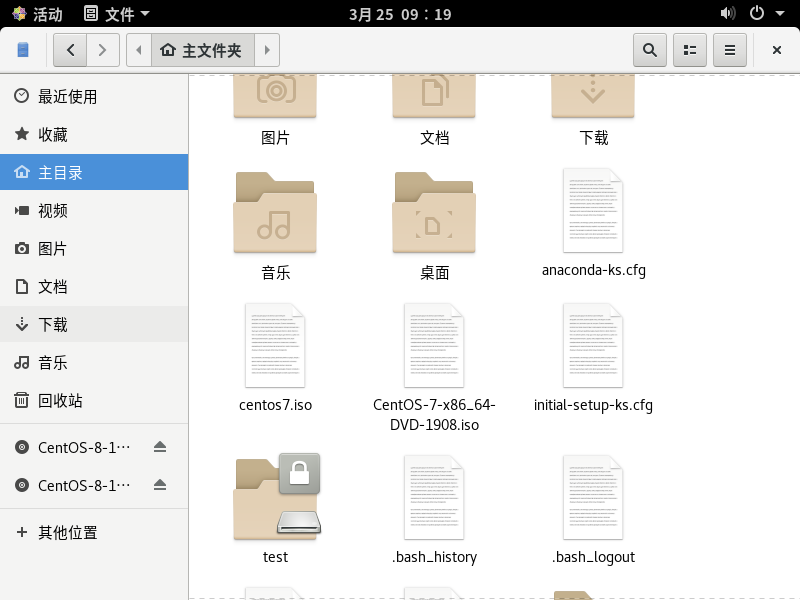 活动 文件 3月 25 09：19
主文件夹
最近使用
收藏
主目录
视频
图片
文档
下载
音乐
回收站
CentOS-8-1…
CentOS-8-1…
其他位置
图片 文档 下载
音乐 桌面 anaconda-ks.cfg
centos7.iso CentOS-7-x86_64-
DVD-1908.iso initial-setup-ks.cfg
test .bash_history .bash_logout